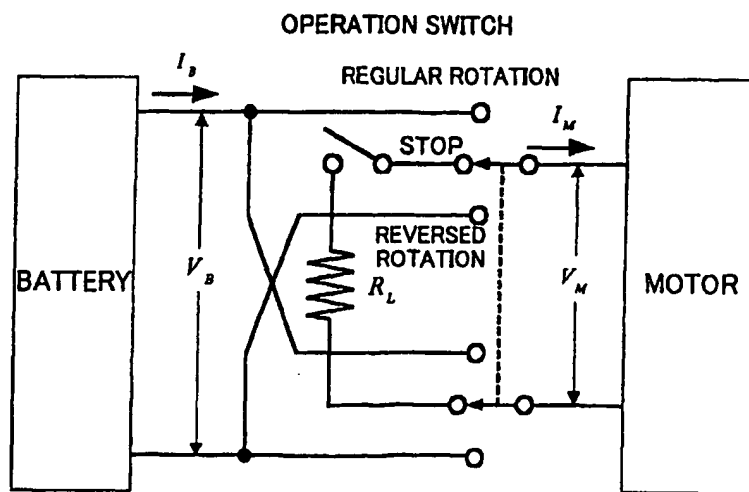 OPERATION SWITCH
I_B
REGULAR ROTATION
I_M
STOP
REVERSED
ROTATION
BATTERY
V_B
R_L
V_M
MOTOR